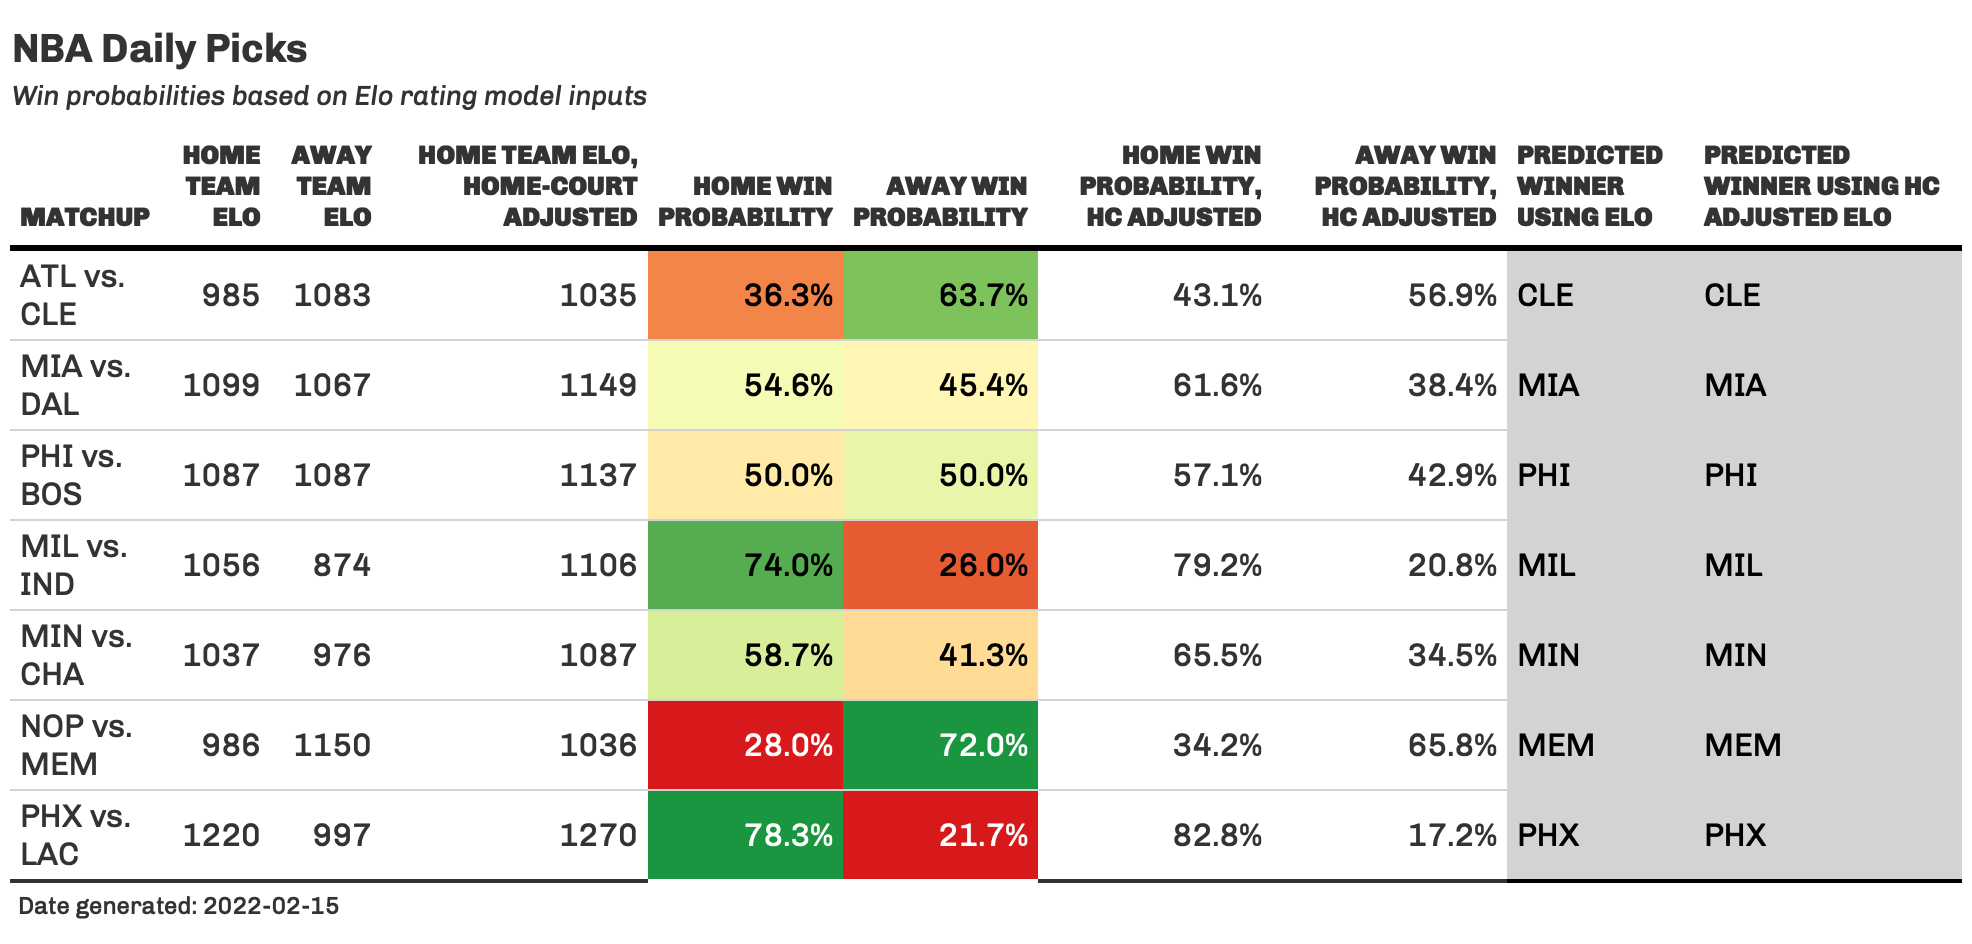 NBA Daily Picks
Win probabilities based on Elo rating model inputs
MATCHUP HOME TEAM ELO AWAY TEAM ELO HOME TEAM ELO, HOME-COURT ADJUSTED HOME WIN PROBABILITY AWAY WIN PROBABILITY HOME WIN PROBABILITY, HC ADJUSTED AWAY WIN PROBABILITY, HC ADJUSTED PREDICTED WINNER USING ELO PREDICTED WINNER USING HC ADJUSTED ELO
ATL vs. CLE 985 1083 1035 36.3% 63.7% 43.1% 56.9% CLE CLE
MIA vs. DAL 1099 1067 1149 54.6% 45.4% 61.6% 38.4% MIA MIA
PHI vs. BOS 1087 1087 1137 50.0% 50.0% 57.1% 42.9% PHI PHI
MIL vs. IND 1056 874 1106 74.0% 26.0% 79.2% 20.8% MIL MIL
MIN vs. CHA 1037 976 1087 58.7% 41.3% 65.5% 34.5% MIN MIN
NOP vs. MEM 986 1150 1036 28.0% 72.0% 34.2% 65.8% MEM MEM
PHX vs. LAC 1220 997 1270 78.3% 21.7% 82.8% 17.2% PHX PHX
Date generated: 2022-02-15